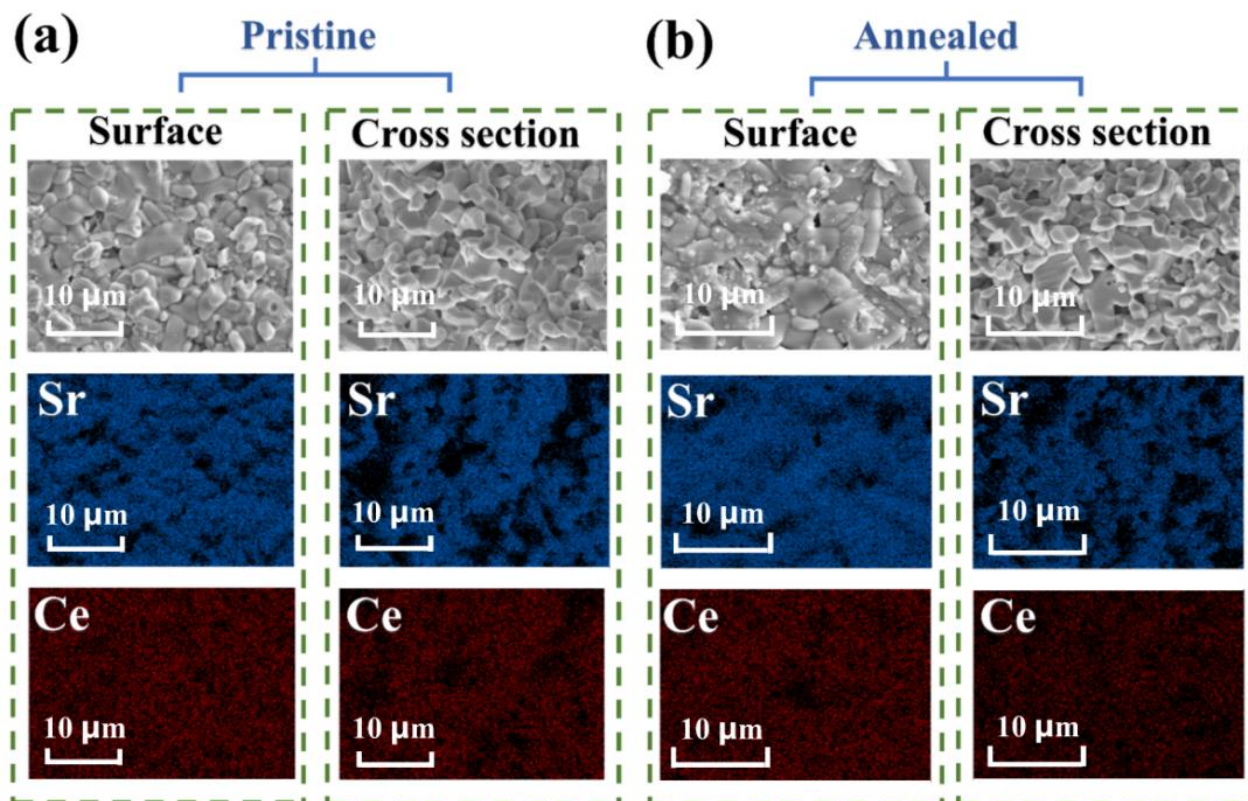 (a)
Pristine
Surface
Cross section
10 µm
10 µm
Sr
Sr
10 µm
10 µm
Ce
Ce
10 µm
10 µm
(b)
Annealed
Surface
Cross section
10 µm
10 µm
Sr
Sr
10 µm
10 µm
Ce
Ce
10 µm
10 µm